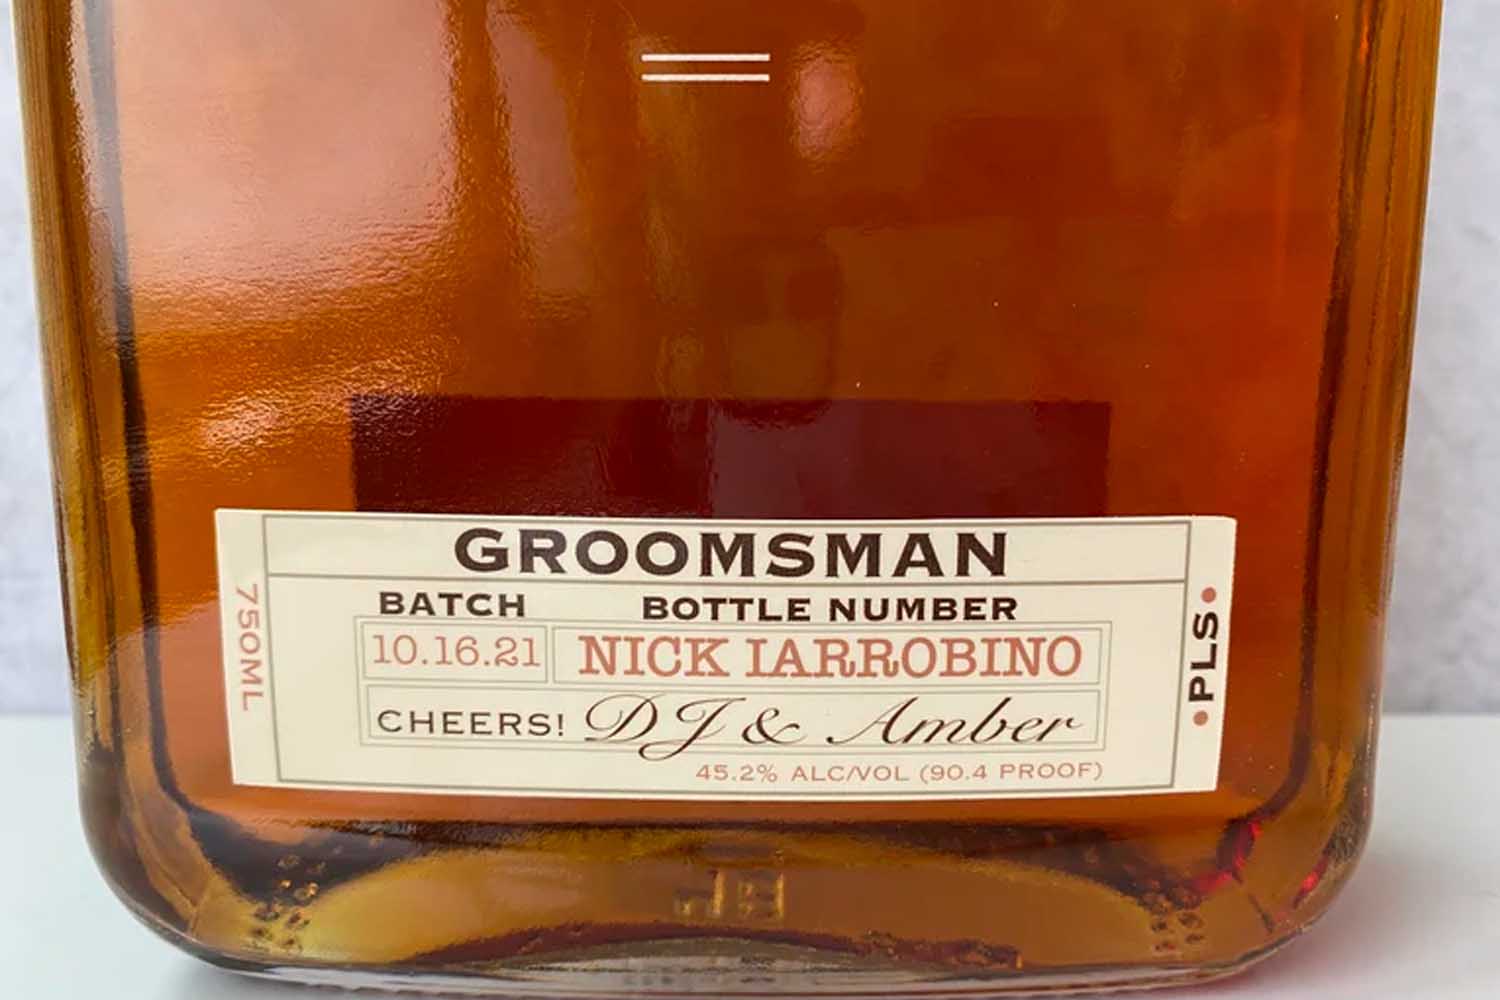 GROOMSMAN
BATCH
BOTTLE NUMBER
10.16.21
NICK IARROBINO
CHEERS! DJ & Amber
45.2% ALC/VOL (90.4 PROOF)
750ML
• PLS •